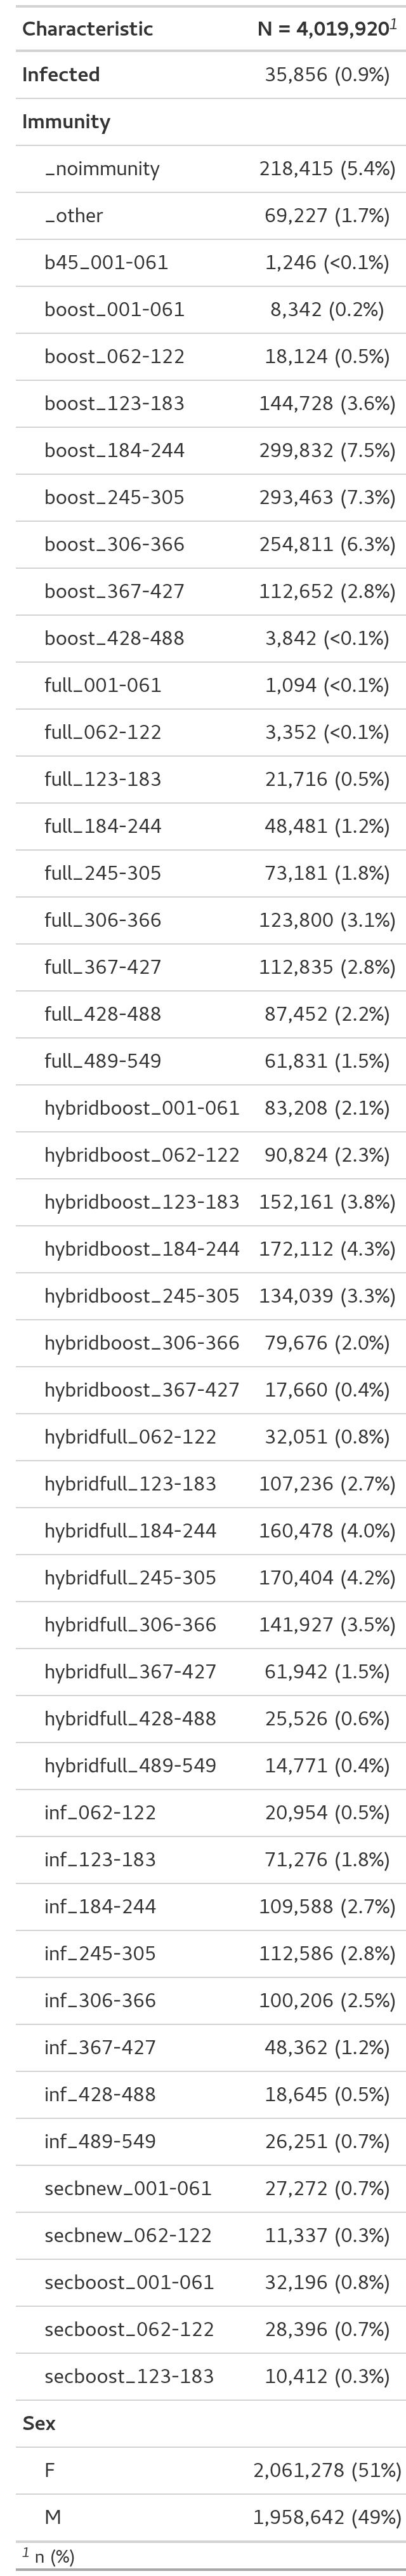 Characteristic N = 4,019,920¹
Infected 35,856 (0.9%)
Immunity
_noimmunity 218,415 (5.4%)
_other 69,227 (1.7%)
b45_001-061 1,246 (<0.1%)
boost_001-061 8,342 (0.2%)
boost_062-122 18,124 (0.5%)
boost_123-183 144,728 (3.6%)
boost_184-244 299,832 (7.5%)
boost_245-305 293,463 (7.3%)
boost_306-366 254,811 (6.3%)
boost_367-427 112,652 (2.8%)
boost_428-488 3,842 (<0.1%)
full_001-061 1,094 (<0.1%)
full_062-122 3,352 (<0.1%)
full_123-183 21,716 (0.5%)
full_184-244 48,481 (1.2%)
full_245-305 73,181 (1.8%)
full_306-366 123,800 (3.1%)
full_367-427 112,835 (2.8%)
full_428-488 87,452 (2.2%)
full_489-549 61,831 (1.5%)
hybridboost_001-061 83,208 (2.1%)
hybridboost_062-122 90,824 (2.3%)
hybridboost_123-183 152,161 (3.8%)
hybridboost_184-244 172,112 (4.3%)
hybridboost_245-305 134,039 (3.3%)
hybridboost_306-366 79,676 (2.0%)
hybridboost_367-427 17,660 (0.4%)
hybridfull_062-122 32,051 (0.8%)
hybridfull_123-183 107,236 (2.7%)
hybridfull_184-244 160,478 (4.0%)
hybridfull_245-305 170,404 (4.2%)
hybridfull_306-366 141,927 (3.5%)
hybridfull_367-427 61,942 (1.5%)
hybridfull_428-488 25,526 (0.6%)
hybridfull_489-549 14,771 (0.4%)
inf_062-122 20,954 (0.5%)
inf_123-183 71,276 (1.8%)
inf_184-244 109,588 (2.7%)
inf_245-305 112,586 (2.8%)
inf_306-366 100,206 (2.5%)
inf_367-427 48,362 (1.2%)
inf_428-488 18,645 (0.5%)
inf_489-549 26,251 (0.7%)
secbnew_001-061 27,272 (0.7%)
secbnew_062-122 11,337 (0.3%)
secboost_001-061 32,196 (0.8%)
secboost_062-122 28,396 (0.7%)
secboost_123-183 10,412 (0.3%)
Sex
F 2,061,278 (51%)
M 1,958,642 (49%)
¹ n (%)